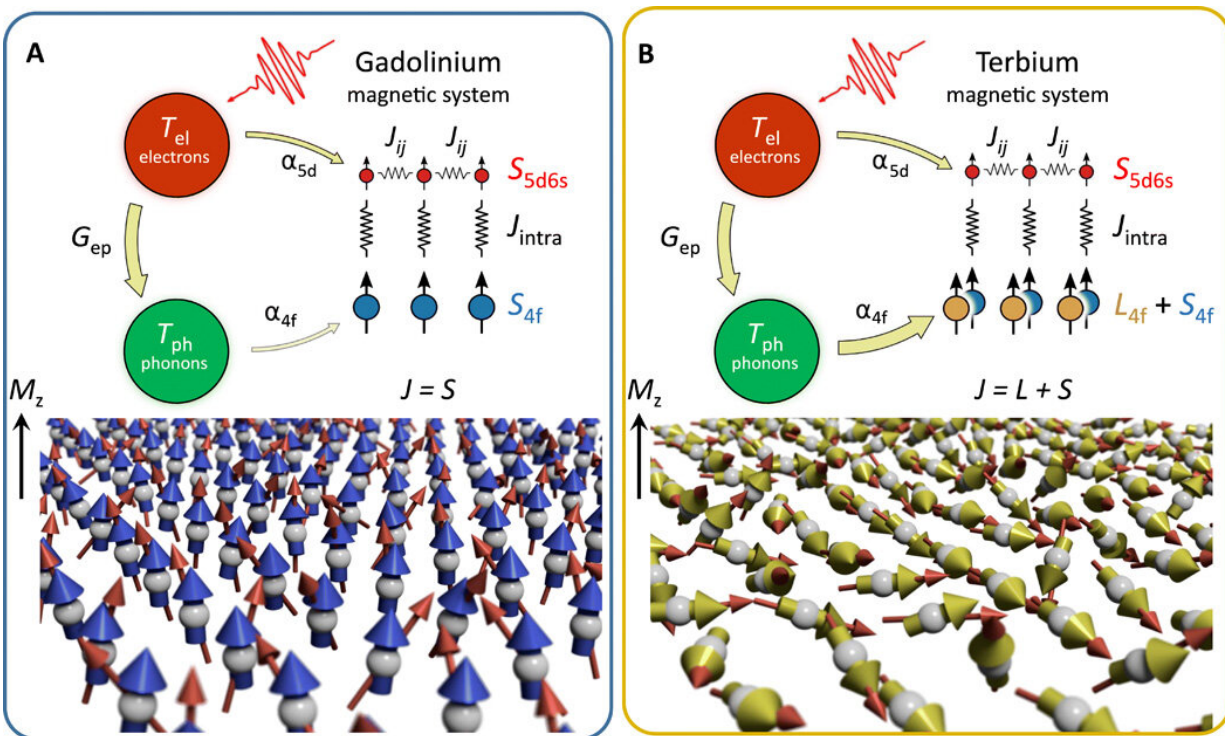 A
Gadolinium
magnetic system
T_el
electrons
α_5d
J_ij J_ij
S_5d6s
G_ep
J_intra
α_4f
S_4f
T_ph
phonons
M_z
J = S
B
Terbium
magnetic system
T_el
electrons
α_5d
J_ij J_ij
S_5d6s
G_ep
J_intra
α_4f
L_4f + S_4f
T_ph
phonons
M_z
J = L + S